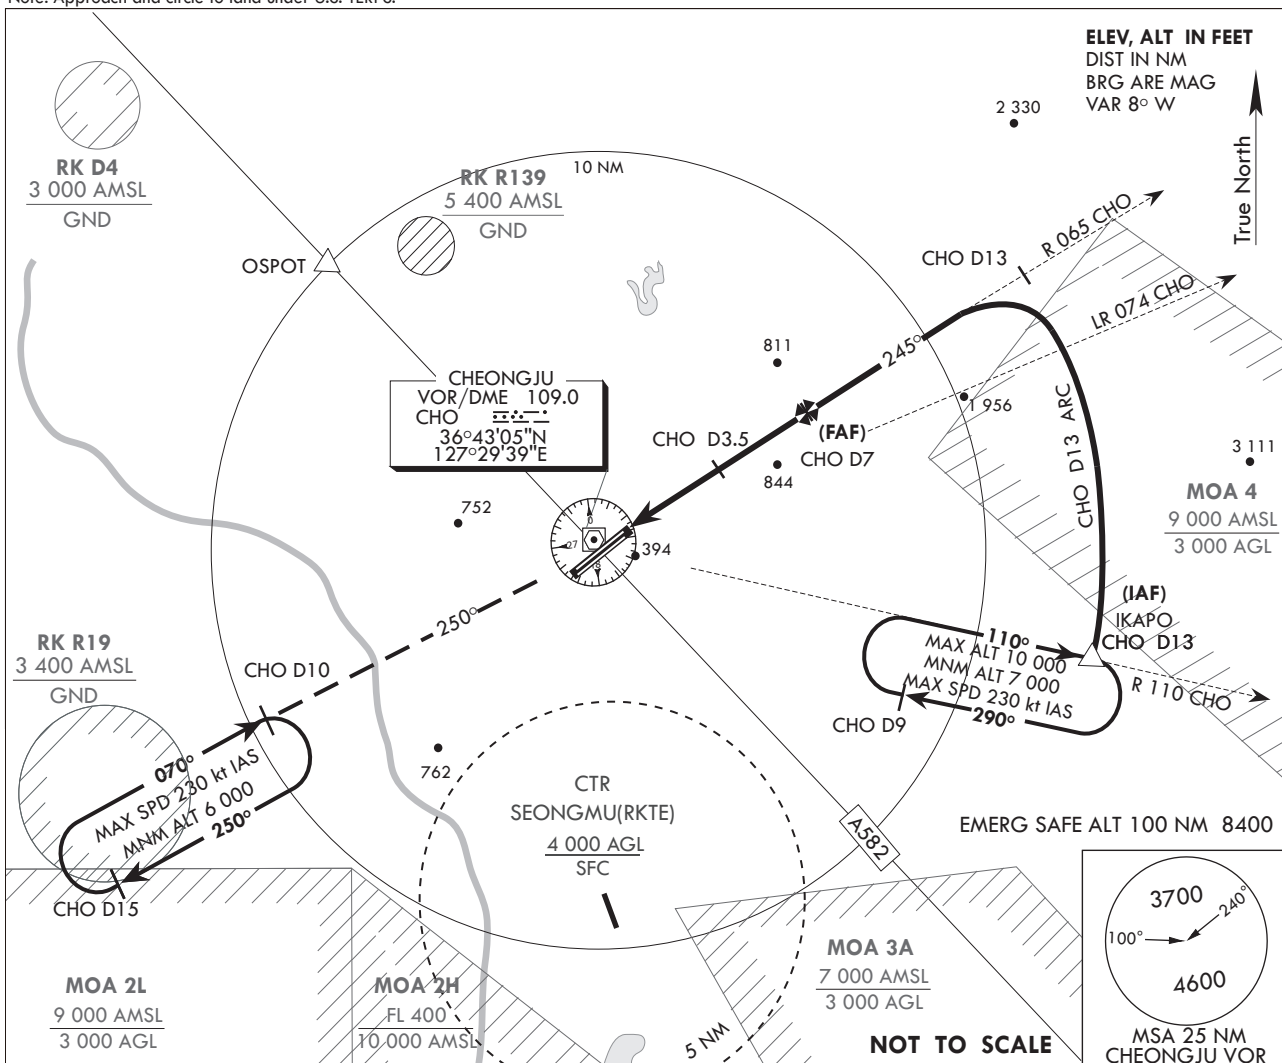 ELEV, ALT IN FEET
DIST IN NM
BRG ARE MAG
VAR 8° W
True North
2 330
RK D4
3 000 AMSL
GND
RK R139
5 400 AMSL
GND
10 NM
OSPOT
CHO D13
R 065 CHO
LR 074 CHO
811
245°
CHEONGJU
VOR/DME 109.0
CHO
36°43'05"N
127°29'39"E
CHO D3.5
(FAF)
CHO D7
1 956
844
CHO D13 ARC
3 111
MOA 4
9 000 AMSL
3 000 AGL
752
0
27
394
(IAF)
IKAPO
CHO D13
110°
MAX ALT 10 000
MNM ALT 7 000
MAX SPD 230 kt IAS
290°
R 110 CHO
CHO D9
250°
RK R19
3 400 AMSL
GND
CHO D10
070°
MAX SPD 230 kt IAS
MNM ALT 6 000
250°
CHO D15
762
CTR
SEONGMU(RKTE)
4 000 AGL
SFC
A582
EMERG SAFE ALT 100 NM 8400
3700
240°
100°
4600
MSA 25 NM
CHEONGJU VOR
MOA 2L
9 000 AMSL
3 000 AGL
MOA 2H
FL 400
10 000 AMSL
5 NM
MOA 3A
7 000 AMSL
3 000 AGL
NOT TO SCALE